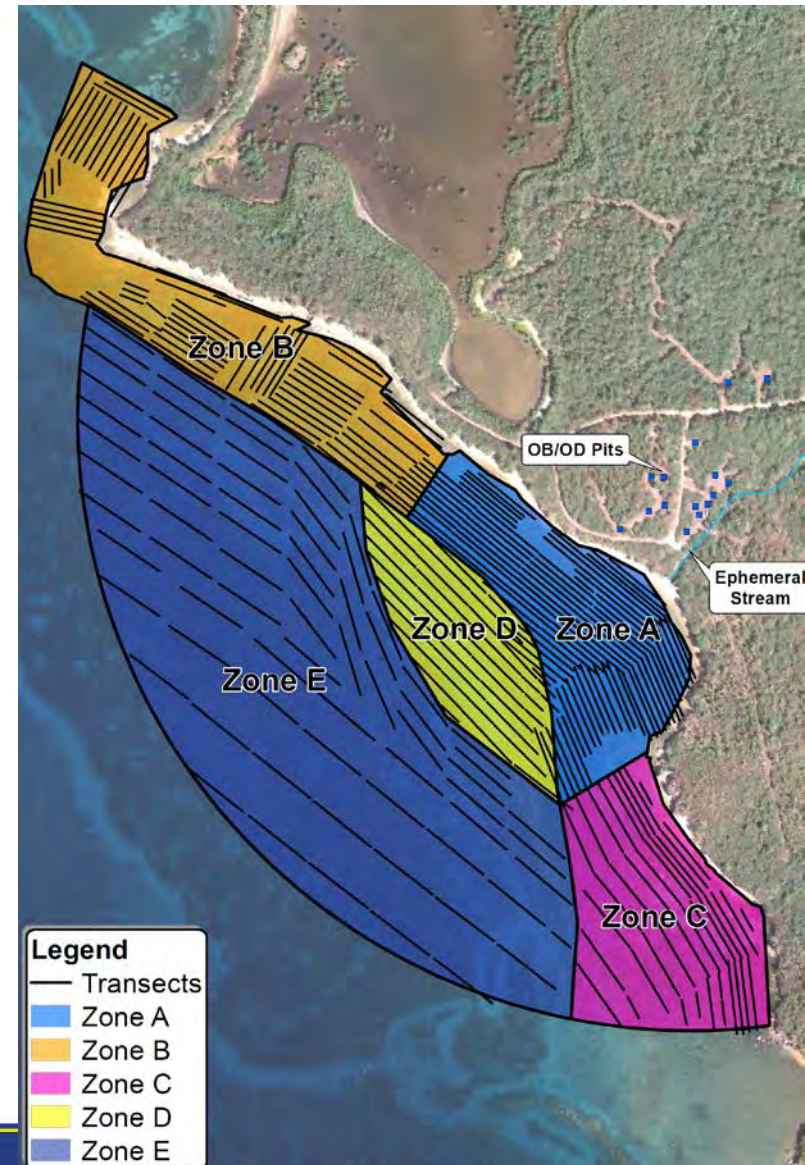 Zone B
OB/OD Pits
Ephemeral
Stream
Zone D
Zone A
Zone E
Zone C
Legend
Transects
Zone A
Zone B
Zone C
Zone D
Zone E